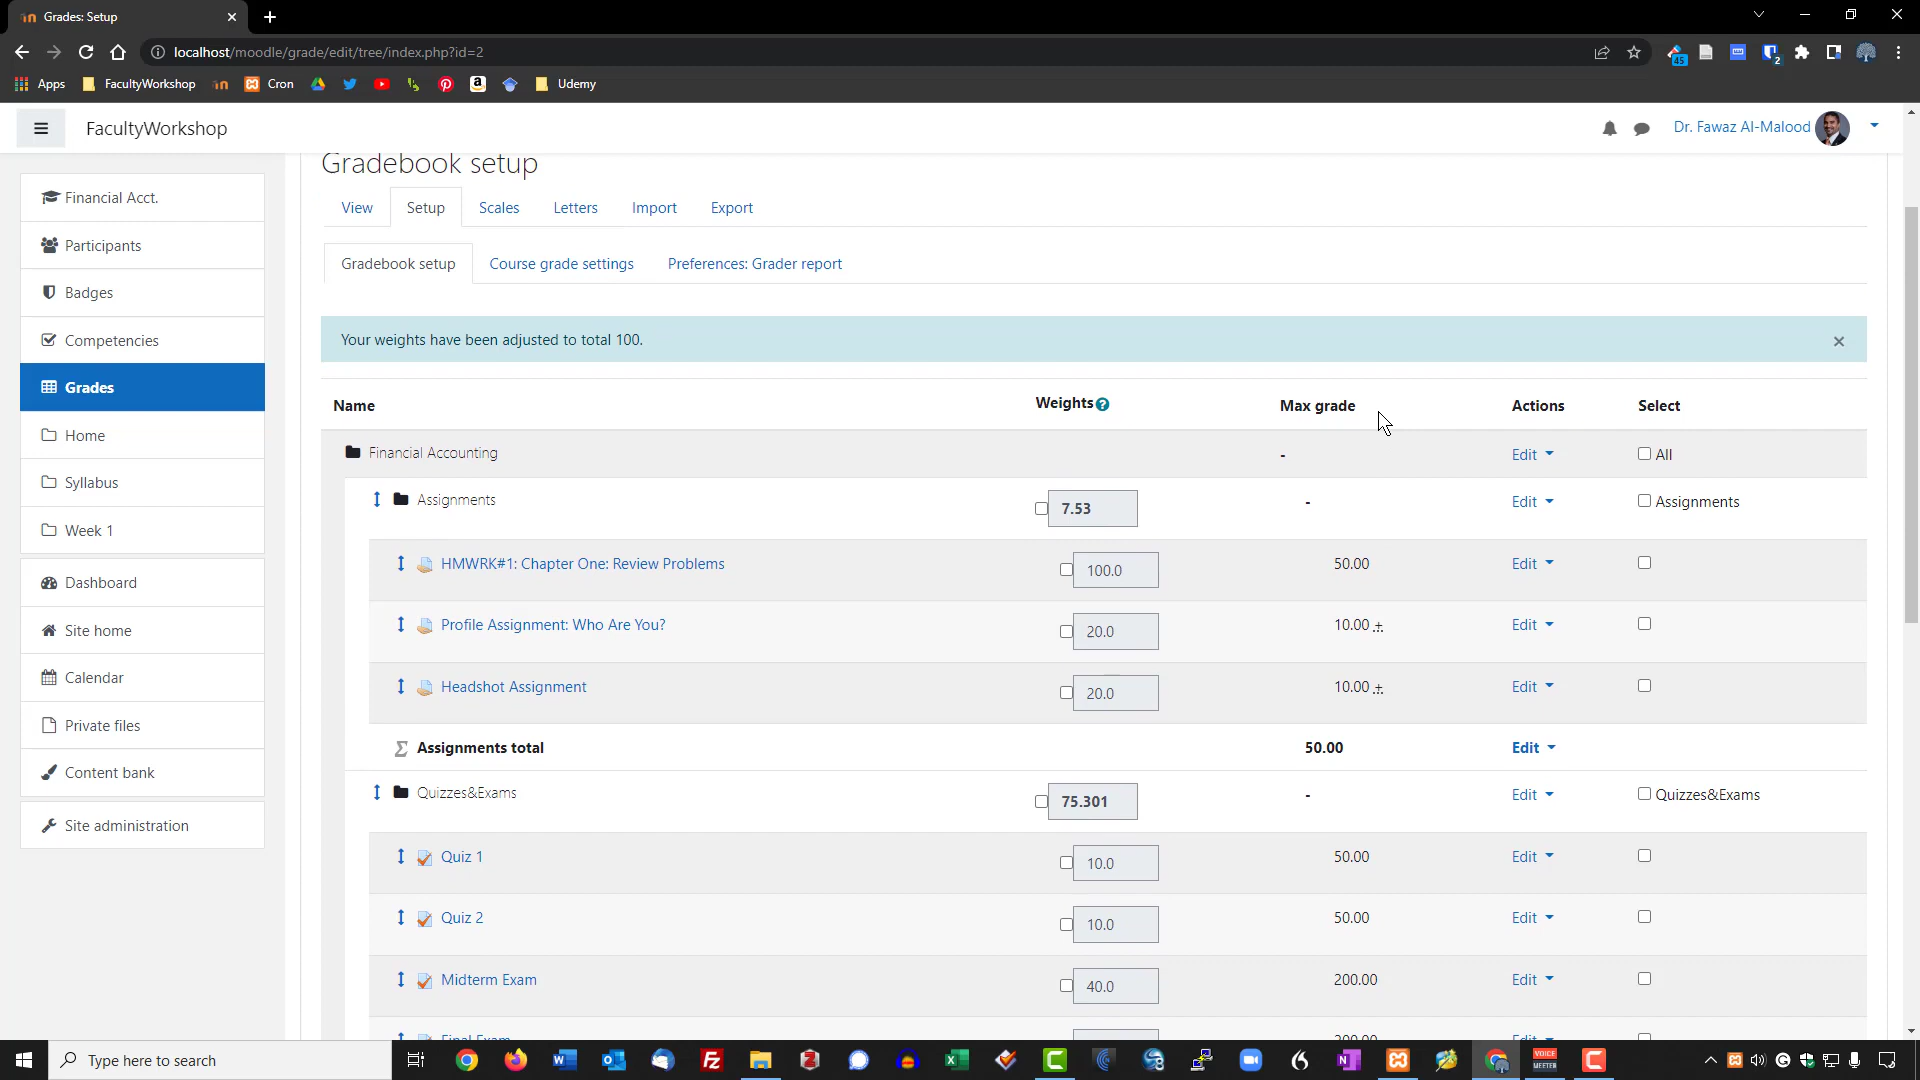 Grades: Setup
localhost/moodle/grade/edit/tree/index.php?id=2
45
2
Apps
FacultyWorkshop
Cron
Udemy
FacultyWorkshop
Dr. Fawaz Al-Malood
Financial Acct.
Participants
Badges
Competencies
Grades
Home
Syllabus
Week 1
Dashboard
Site home
Calendar
Private files
Content bank
Site administration
Gradebook setup
View Setup Scales Letters Import Export
Gradebook setup Course grade settings Preferences: Grader report
Your weights have been adjusted to total 100. ×
Name Weights Max grade Actions Select
Financial Accounting - Edit All
Assignments 7.53 - Edit Assignments
HMWRK#1: Chapter One: Review Problems 100.0 50.00 Edit
Profile Assignment: Who Are You? 20.0 10.00 + Edit
Headshot Assignment 20.0 10.00 + Edit
Σ Assignments total 50.00 Edit
Quizzes&Exams 75.301 - Edit Quizzes&Exams
Quiz 1 10.0 50.00 Edit
Quiz 2 10.0 50.00 Edit
Midterm Exam 40.0 200.00 Edit
Final Exam 200.00 Edit
Type here to search
VOICE
MEETER